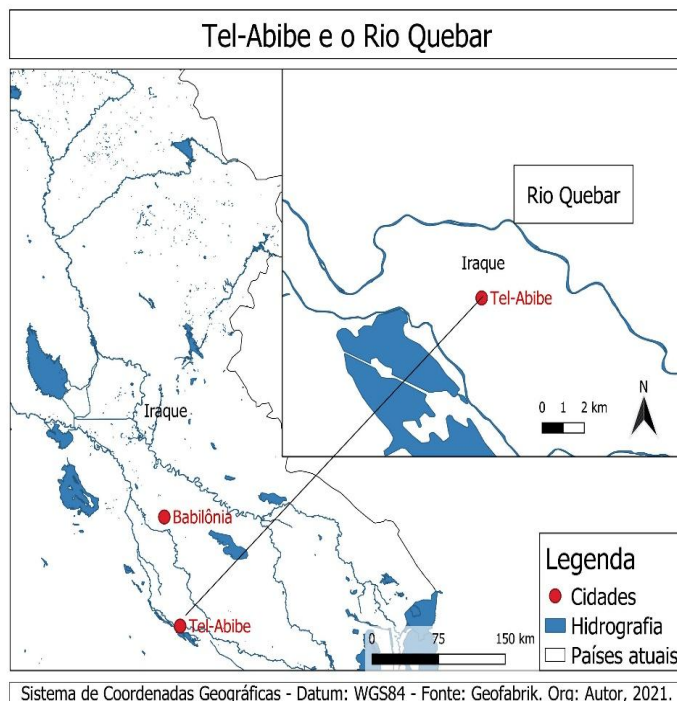 Tel-Abibe e o Rio Quebar
Rio Quebar
Iraque
Tel-Abibe
0 1 2 km
N
Iraque
Babilônia
Tel-Abibe
0 75 150 km
Legenda
Cidades
Hidrografia
Países atuais
Sistema de Coordenadas Geográficas - Datum: WGS84 - Fonte: Geofabrik. Org: Autor, 2021.